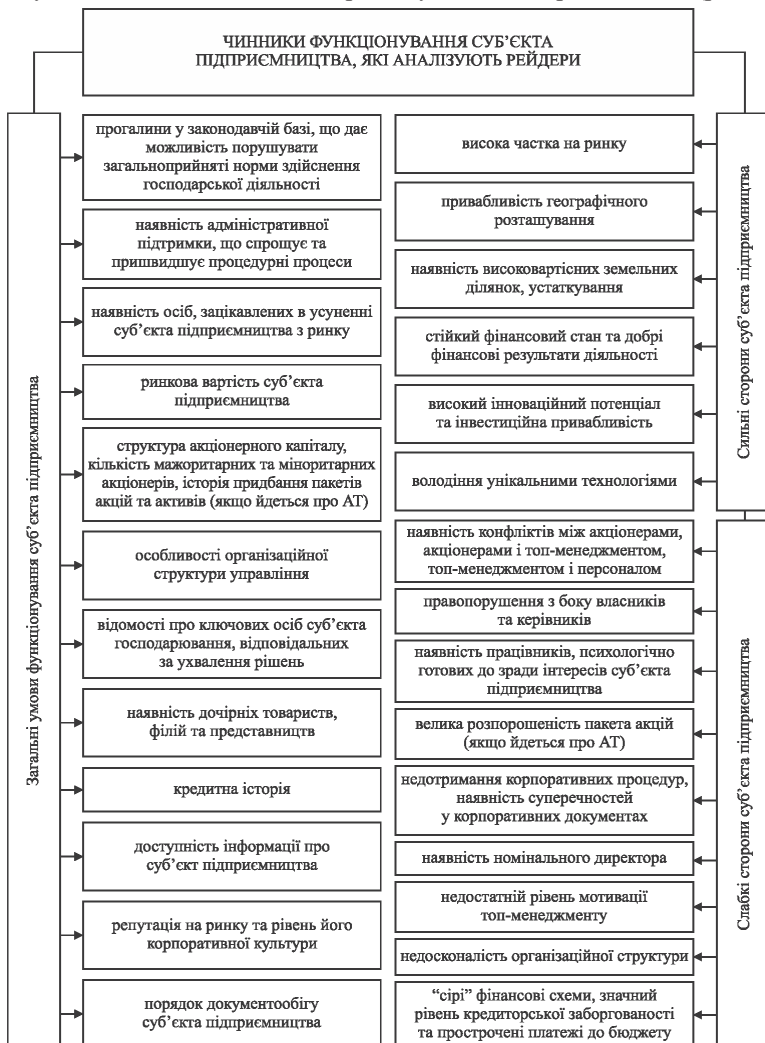 ЧИННИКИ ФУНКЦІОНУВАННЯ СУБ’ЄКТА
ПІДПРИЄМНИЦТВА, ЯКІ АНАЛІЗУЮТЬ РЕЙДЕРИ
Загальні умови функціонування суб’єкта підприємництва
прогалини у законодавчій базі, що дає
можливість порушувати
загальноприйняті норми здійснення
господарської діяльності
наявність адміністративної
підтримки, що спрощує та
пришвидшує процедурні процеси
наявність осіб, зацікавлених в усуненні
суб’єкта підприємництва з ринку
ринкова вартість суб’єкта
підприємництва
структура акціонерного капіталу,
кількість мажоритарних та міноритарних
акціонерів, історія придбання пакетів
акцій та активів (якщо йдеться про АТ)
особливості організаційної
структури управління
відомості про ключових осіб суб’єкта
господарювання, відповідальних
за ухвалення рішень
наявність дочірніх товариств,
філій та представництв
кредитна історія
доступність інформації про
суб’єкт підприємництва
репутація на ринку та рівень його
корпоративної культури
порядок документообігу
суб’єкта підприємництва
Сильні сторони суб’єкта підприємництва
висока частка на ринку
привабливість географічного
розташування
наявність високовартісних земельних
ділянок, устаткування
стійкий фінансовий стан та добрі
фінансові результати діяльності
високий інноваційний потенціал
та інвестиційна привабливість
володіння унікальними технологіями
Слабкі сторони суб’єкта підприємництва
наявність конфліктів між акціонерами,
акціонерами і топ-менеджментом,
топ-менеджментом і персоналом
правопорушення з боку власників
та керівників
наявність працівників, психологічно
готових до зради інтересів суб’єкта
підприємництва
велика розпорошеність пакета акцій
(якщо йдеться про АТ)
недотримання корпоративних процедур,
наявність суперечностей
у корпоративних документах
наявність номінального директора
недостатній рівень мотивації
топ-менеджменту
недосконалість організаційної структури
“сірі” фінансові схеми, значний
рівень кредиторської заборгованості
та прострочені платежі до бюджету